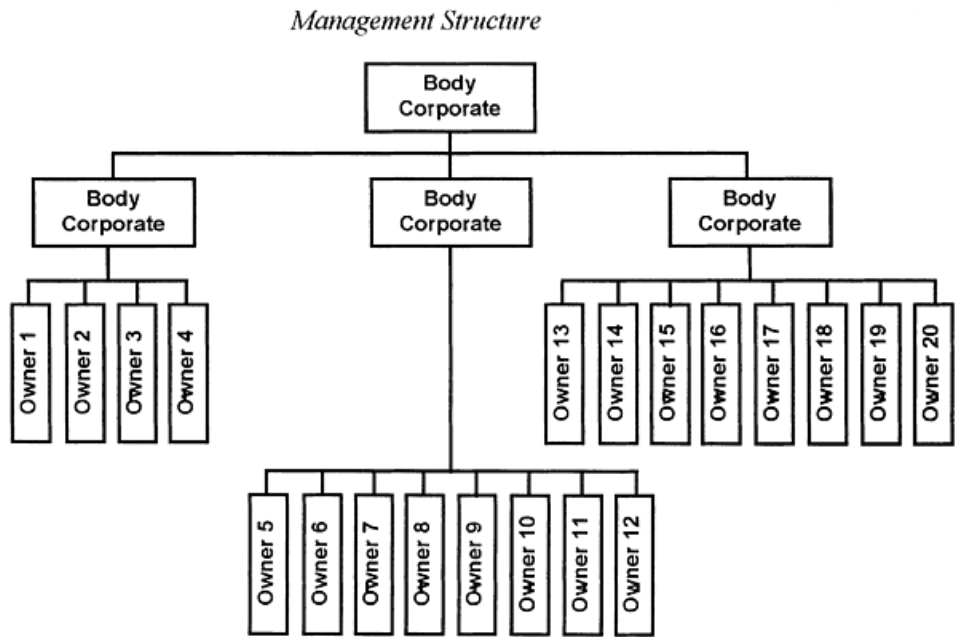 Management Structure
Body
Corporate
Body
Corporate
Body
Corporate
Body
Corporate
Owner 1
Owner 2
Owner 3
Owner 4
Owner 13
Owner 14
Owner 15
Owner 16
Owner 17
Owner 18
Owner 19
Owner 20
Owner 5
Owner 6
Owner 7
Owner 8
Owner 9
Owner 10
Owner 11
Owner 12